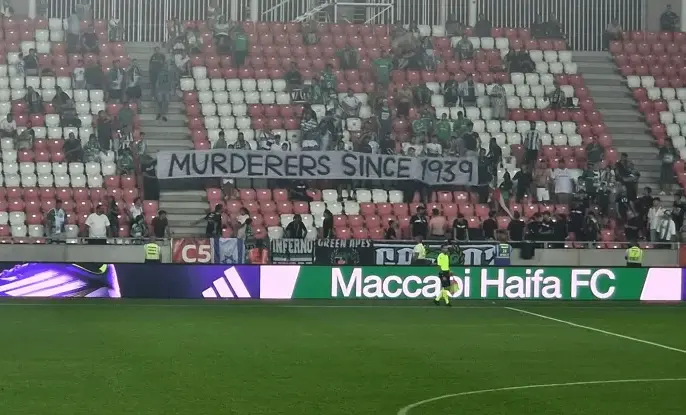 MURDERERS SINCE 1939
C5
INFERNO
GREEN APES
Maccabi Haifa FC